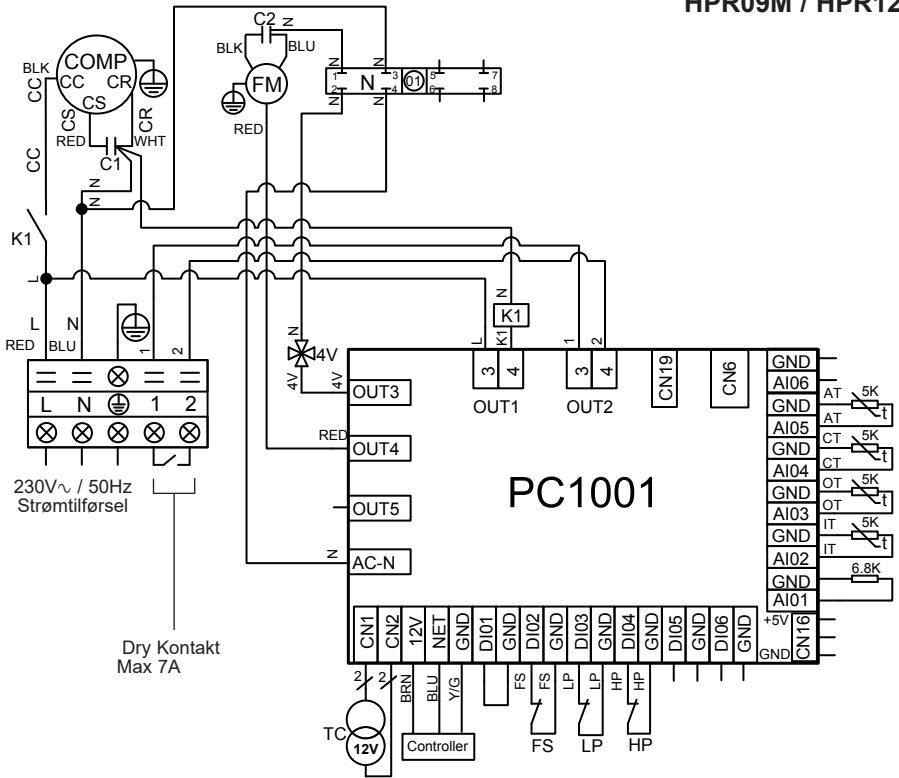 HPR09M / HPR12
C2
N
BLK
BLU
FM
RED
N
N
1
2
N
01
3
4
5
6
7
8
N
N
COMP
CC
CR
CS
BLK
CC
CS
CR
RED
WHT
C1
CC
N
N
K1
L
L
N
RED
BLU
1
2
L
N
1
2
230V∿ / 50Hz
Strømtilførsel
Dry Kontakt
Max 7A
N
4V
4V
4V
RED
N
L
K1
N
K1
1
2
3
4
OUT1
3
4
OUT2
CN19
CN6
OUT3
OUT4
OUT5
AC-N
PC1001
GND
AI06
GND
AI05
GND
AI04
GND
AI03
GND
AI02
GND
AI01
CN16
+5V
GND
AT
AT
5K
t
CT
CT
5K
t
OT
OT
5K
t
IT
IT
5K
t
6.8K
CN1
CN2
12V
NET
GND
DI01
GND
DI02
GND
DI03
GND
DI04
GND
DI05
GND
DI06
GND
2
2
BRN
BLU
Y/G
FS
FS
LP
LP
HP
HP
TC
12V
Controller
FS
LP
HP